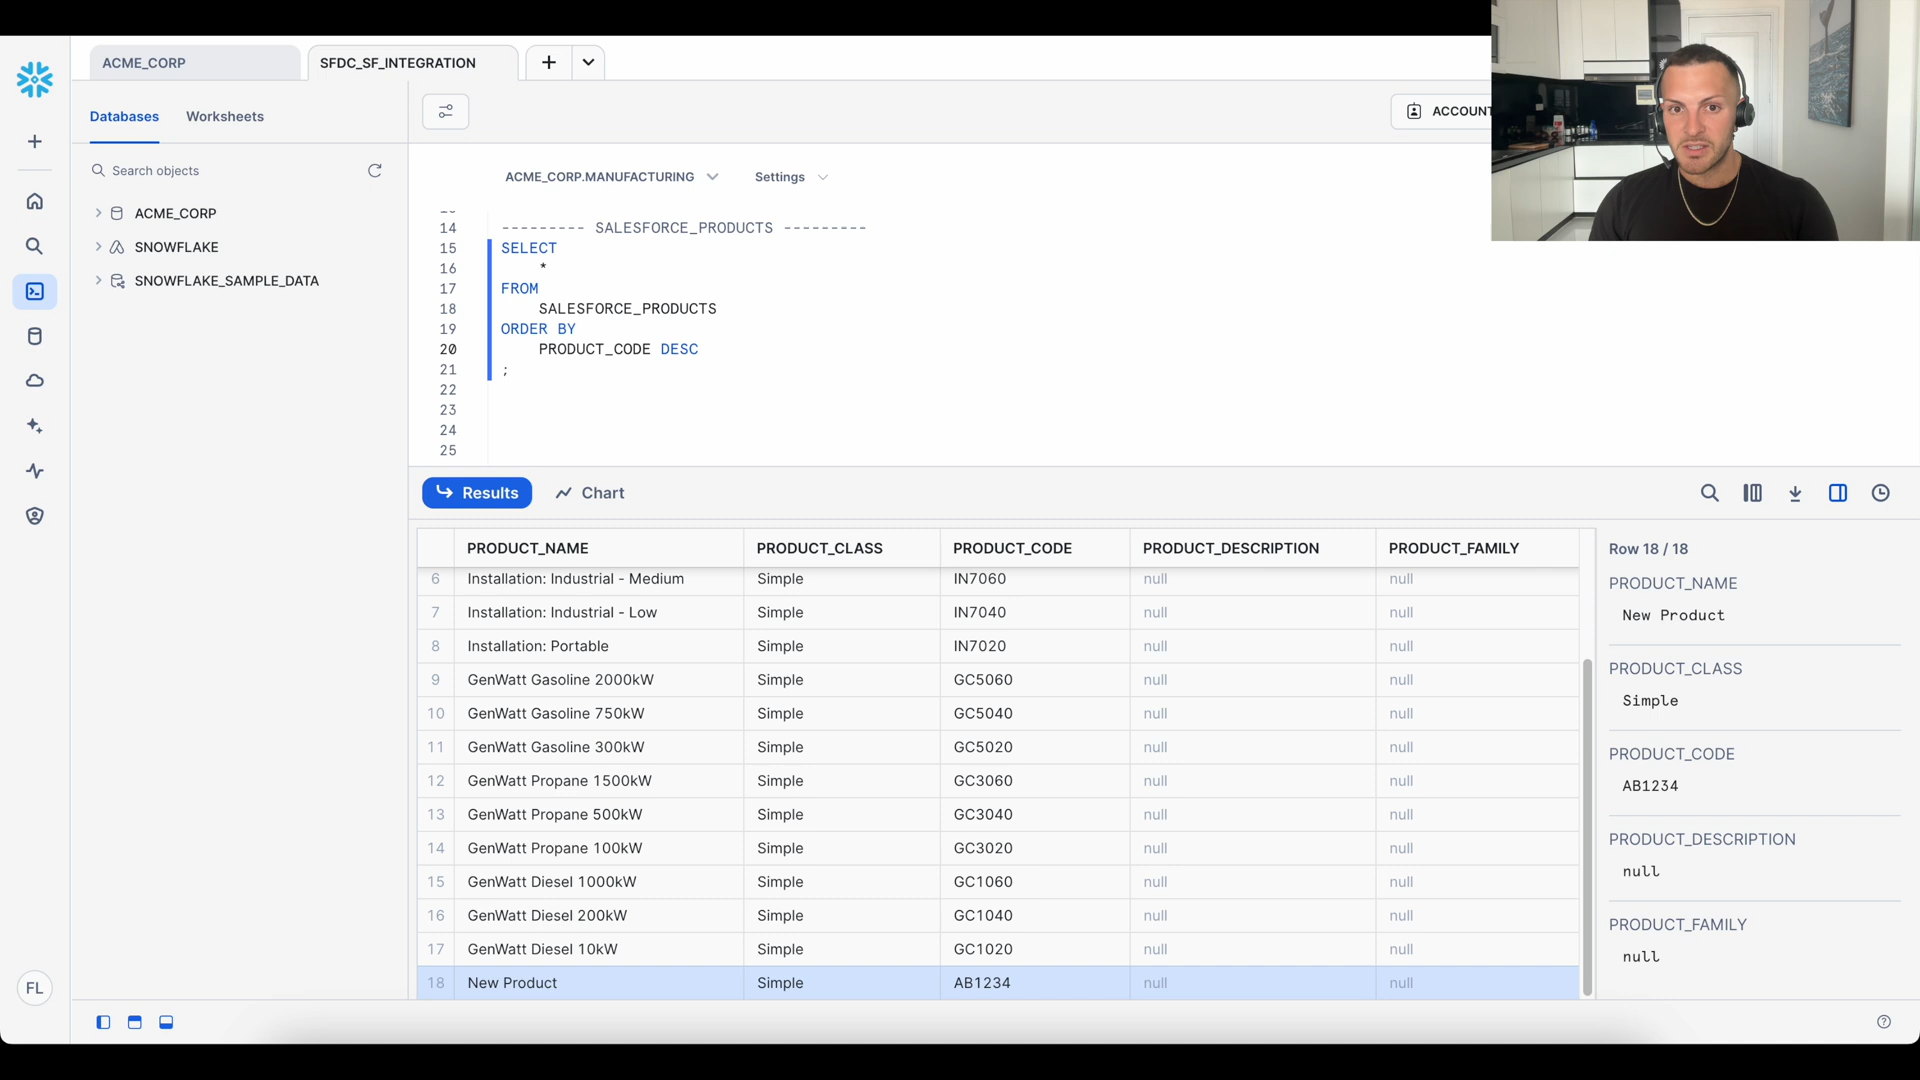 ACME_CORP
SFDC_SF_INTEGRATION
Databases
Worksheets
Search objects
ACME_CORP
SNOWFLAKE
SNOWFLAKE_SAMPLE_DATA
FL
ACCOUNT
ACME_CORP.MANUFACTURING
Settings
14 --------- SALESFORCE_PRODUCTS ---------
15 SELECT
16 *
17 FROM
18 SALESFORCE_PRODUCTS
19 ORDER BY
20 PRODUCT_CODE DESC
21 ;
22
23
24
25
Results
Chart
PRODUCT_NAME PRODUCT_CLASS PRODUCT_CODE PRODUCT_DESCRIPTION PRODUCT_FAMILY
6 Installation: Industrial - Medium Simple IN7060 null null
7 Installation: Industrial - Low Simple IN7040 null null
8 Installation: Portable Simple IN7020 null null
9 GenWatt Gasoline 2000kW Simple GC5060 null null
10 GenWatt Gasoline 750kW Simple GC5040 null null
11 GenWatt Gasoline 300kW Simple GC5020 null null
12 GenWatt Propane 1500kW Simple GC3060 null null
13 GenWatt Propane 500kW Simple GC3040 null null
14 GenWatt Propane 100kW Simple GC3020 null null
15 GenWatt Diesel 1000kW Simple GC1060 null null
16 GenWatt Diesel 200kW Simple GC1040 null null
17 GenWatt Diesel 10kW Simple GC1020 null null
18 New Product Simple AB1234 null null
Row 18 / 18
PRODUCT_NAME
New Product
PRODUCT_CLASS
Simple
PRODUCT_CODE
AB1234
PRODUCT_DESCRIPTION
null
PRODUCT_FAMILY
null